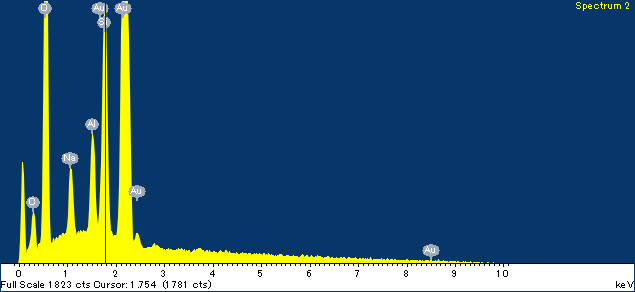 Spectrum 2
O Au Au
Si
Al
Na
Au
C
Au
0 1 2 3 4 5 6 7 8 9 10
Full Scale 1823 cts Cursor: 1.754 (1781 cts) keV